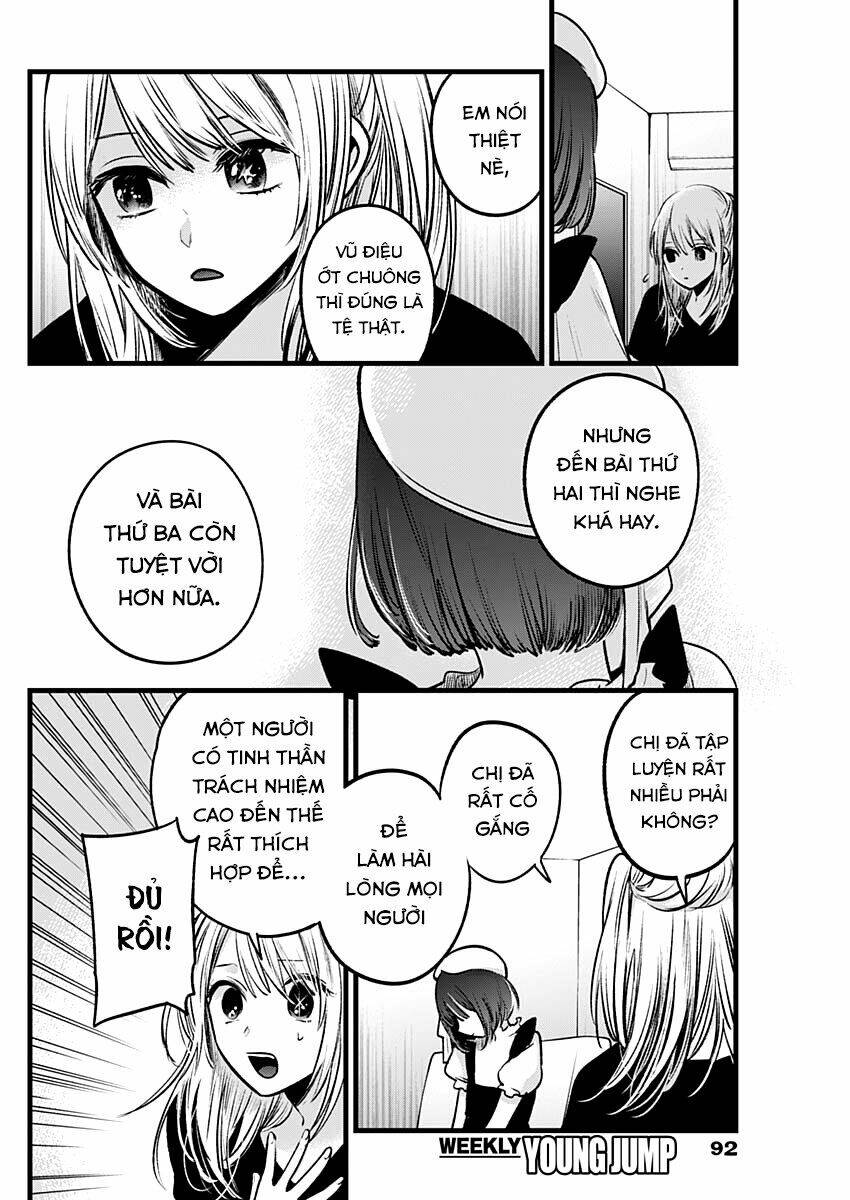 EM NÓI
THIỆT
NÈ,
VŨ ĐIỆU
ỚT CHUÔNG
THÌ ĐÚNG LÀ
TỆ THẬT.
NHƯNG
ĐẾN BÀI THỨ
HAI THÌ NGHE
KHÁ HAY.
VÀ BÀI
THỨ BA CÒN
TUYỆT VỜI
HƠN NỮA.
CHỊ ĐÃ TẬP
LUYỆN RẤT
NHIỀU PHẢI
KHÔNG?
CHỊ ĐÃ
RẤT CỐ
GẮNG
ĐỂ
LÀM HÀI
LÒNG MỌI
NGƯỜI
MỘT NGƯỜI
CÓ TINH THẦN
TRÁCH NHIỆM
CAO ĐẾN THẾ
RẤT THÍCH
HỢP ĐỂ...
ĐỦ
RỒI!
WEEKLY YOUNG JUMP 92